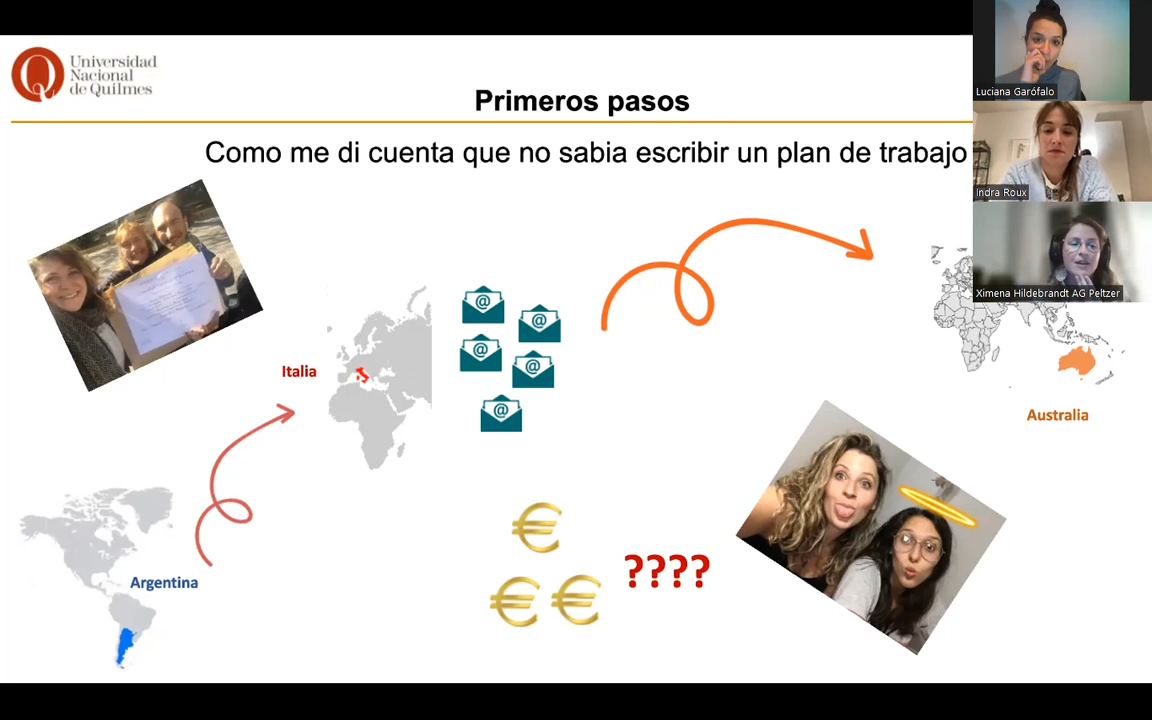 Universidad
Nacional
de Quilmes
Primeros pasos
Como me di cuenta que no sabia escribir un plan de trabajo
Luciana Garófalo
Indra Roux
Ximena Hildebrandt AG Peltzer
@
@
@
@
@
Italia
Australia
€
€ €
????
Argentina